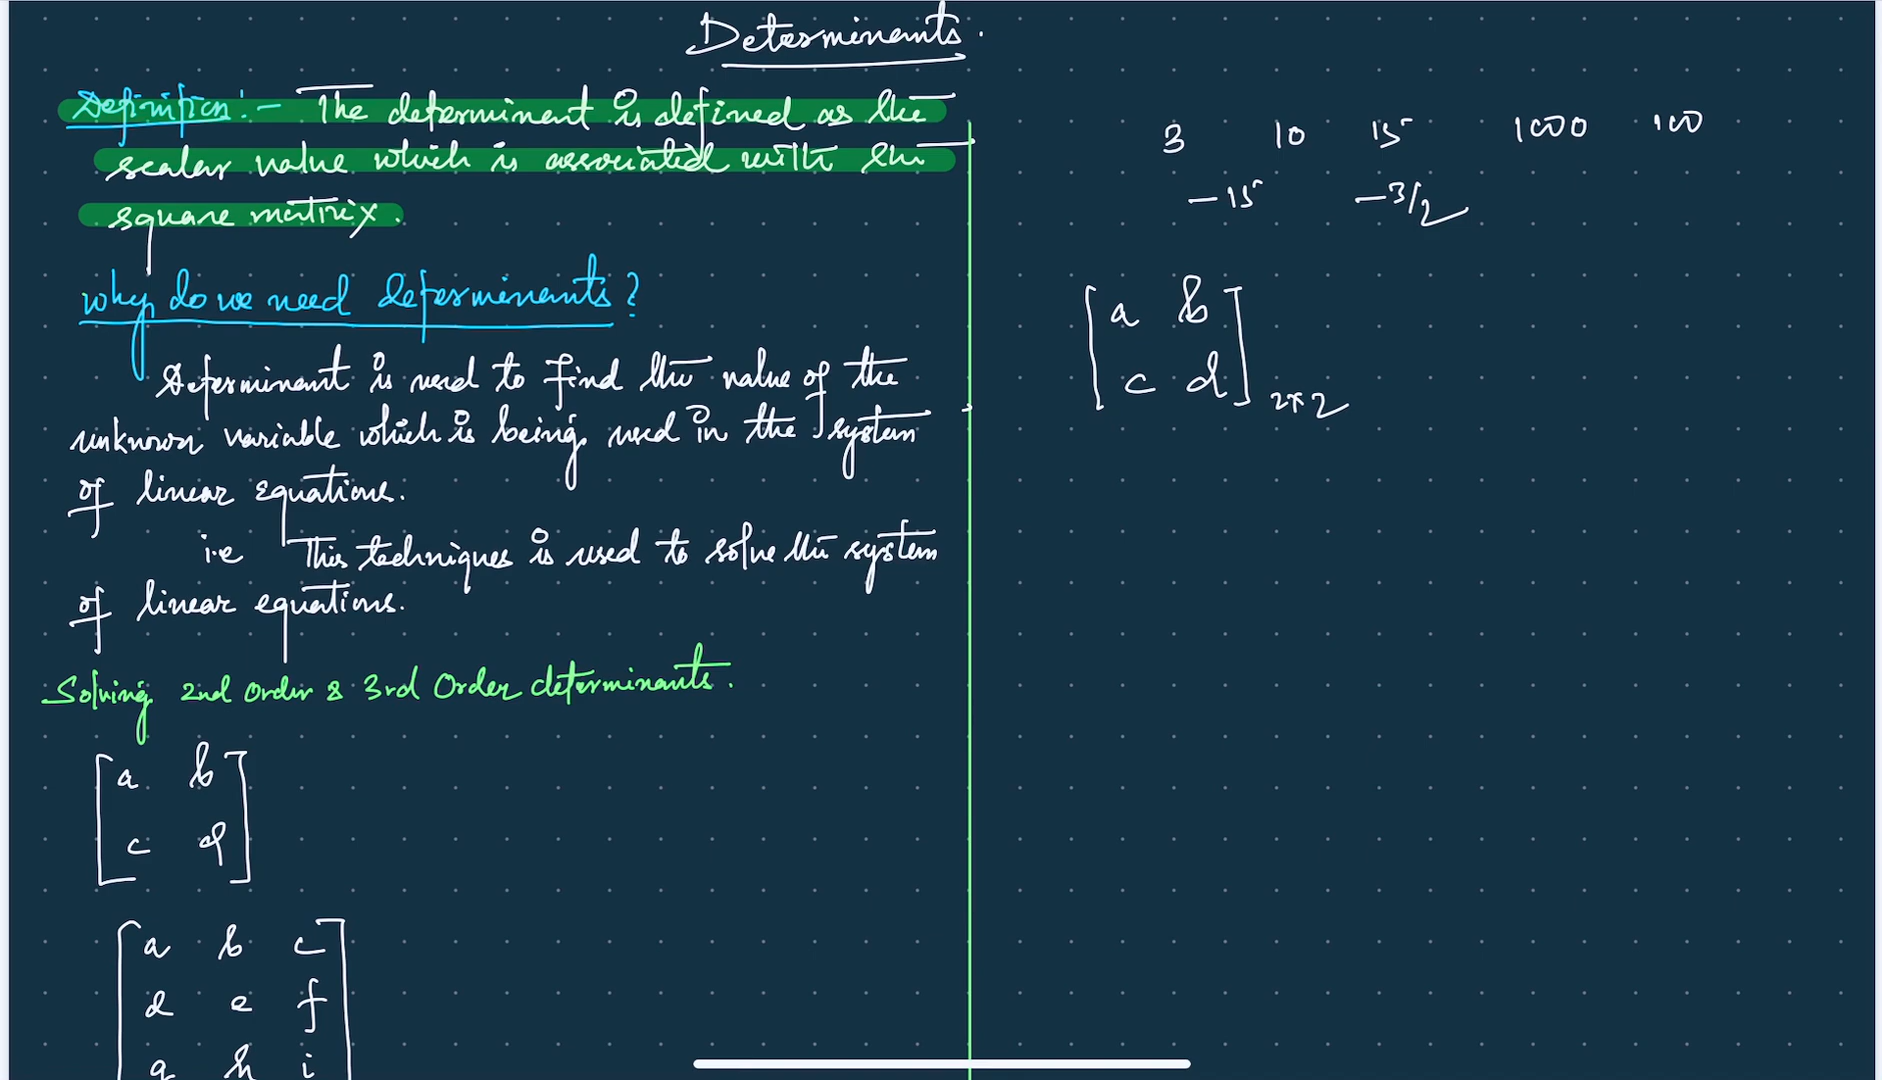 Determinants.
Definition:- The determinent is defined as the
scalar value which is associated with the
square matrix.
why do we need determinants?
Determinant is used to find the value of the
unknown variable which is being used in the system
of linear equations.
i.e This techniques is used to solve the system
of linear equations.
Solving 2nd order & 3rd Order determinants.
a b
c d
a b c
d e f
g h i
3 10 15 1000 100
-15 -3/2
a b
c d
2×2